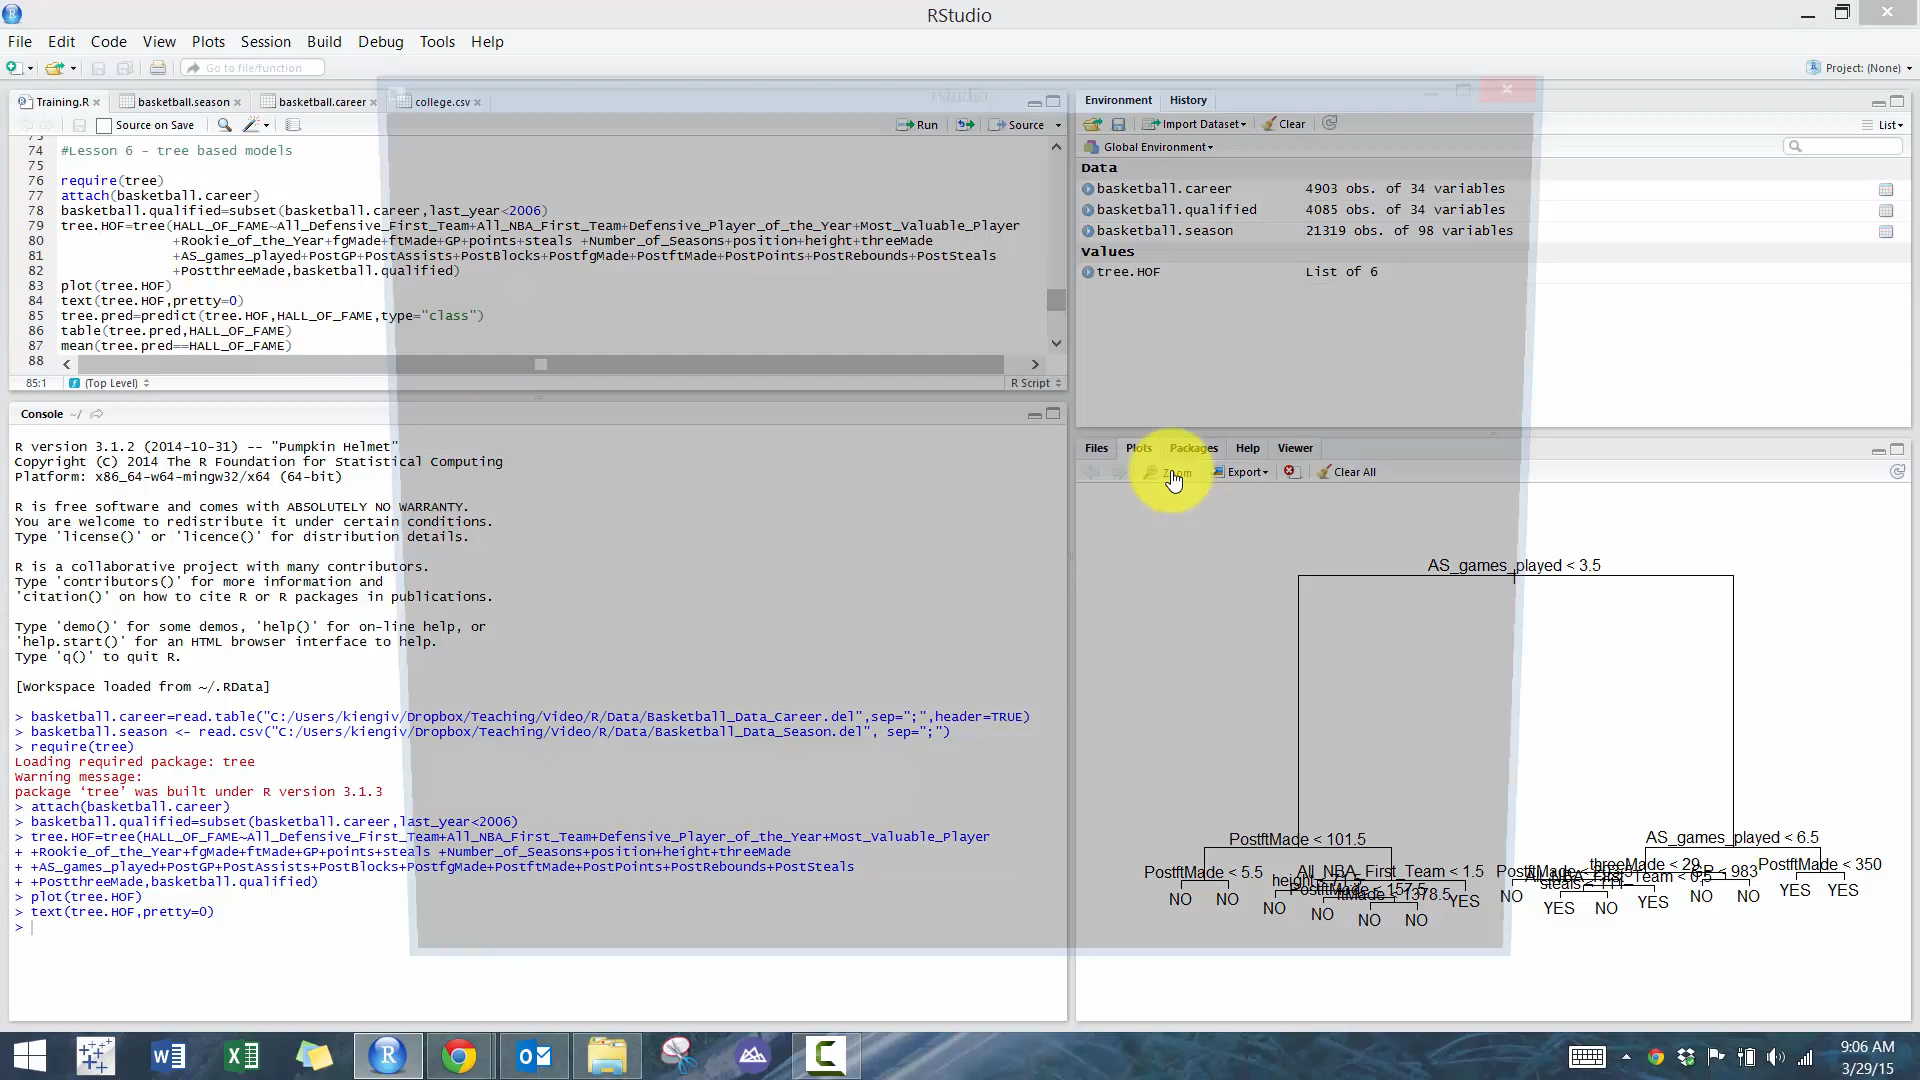 RStudio
File Edit Code View Plots Session Build Debug Tools Help
Go to file/function
Project: (None)
Training.R basketball.season basketball.career college.csv
rstudio
Source on Save Run Source
74 #Lesson 6 - tree based models
75
76 require(tree)
77 attach(basketball.career)
78 basketball.qualified=subset(basketball.career,last_year<2006)
79 tree.HOF=tree(HALL_OF_FAME~All_Defensive_First_Team+All_NBA_First_Team+Defensive_Player_of_the_Year+Most_Valuable_Player
80 +Rookie_of_the_Year+fgMade+ftMade+GP+points+steals +Number_of_Seasons+position+height+threeMade
81 +AS_games_played+PostGP+PostAssists+PostBlocks+PostfgMade+PostftMade+PostPoints+PostRebounds+PostSteals
82 +PostthreeMade,basketball.qualified)
83 plot(tree.HOF)
84 text(tree.HOF,pretty=0)
85 tree.pred=predict(tree.HOF,HALL_OF_FAME,type="class")
86 table(tree.pred,HALL_OF_FAME)
87 mean(tree.pred==HALL_OF_FAME)
88
85:1 (Top Level) R Script
Console ~/
R version 3.1.2 (2014-10-31) -- "Pumpkin Helmet"
Copyright (C) 2014 The R Foundation for Statistical Computing
Platform: x86_64-w64-mingw32/x64 (64-bit)
R is free software and comes with ABSOLUTELY NO WARRANTY.
You are welcome to redistribute it under certain conditions.
Type 'license()' or 'licence()' for distribution details.
R is a collaborative project with many contributors.
Type 'contributors()' for more information and
'citation()' on how to cite R or R packages in publications.
Type 'demo()' for some demos, 'help()' for on-line help, or
'help.start()' for an HTML browser interface to help.
Type 'q()' to quit R.
[Workspace loaded from ~/.RData]
> basketball.career=read.table("C:/Users/kiengiv/Dropbox/Teaching/Video/R/Data/Basketball_Data_Career.del",sep=";",header=TRUE)
> basketball.season <- read.csv("C:/Users/kiengiv/Dropbox/Teaching/Video/R/Data/Basketball_Data_Season.del", sep=";")
> require(tree)
Loading required package: tree
Warning message:
package ‘tree’ was built under R version 3.1.3
> attach(basketball.career)
> basketball.qualified=subset(basketball.career,last_year<2006)
> tree.HOF=tree(HALL_OF_FAME~All_Defensive_First_Team+All_NBA_First_Team+Defensive_Player_of_the_Year+Most_Valuable_Player
+ +Rookie_of_the_Year+fgMade+ftMade+GP+points+steals +Number_of_Seasons+position+height+threeMade
+ +AS_games_played+PostGP+PostAssists+PostBlocks+PostfgMade+PostftMade+PostPoints+PostRebounds+PostSteals
+ +PostthreeMade,basketball.qualified)
> plot(tree.HOF)
> text(tree.HOF,pretty=0)
>
Environment History
Import Dataset Clear List
Global Environment
Data
basketball.career 4903 obs. of 34 variables
basketball.qualified 4085 obs. of 34 variables
basketball.season 21319 obs. of 98 variables
Values
tree.HOF List of 6
Files Plots Packages Help Viewer
Zoom Export Clear All
AS_games_played < 3.5
PostftMade < 101.5 AS_games_played < 6.5
PostftMade < 5.5 All_NBA_First_Team < 1.5 threeMade < 29 PostftMade < 350
PostftMade < 157.5 All_NBA_First_Team < 0.5 983
ftMade < 1378.5
NO NO NO NO NO NO YES NO YES NO YES NO NO YES YES
9:06 AM
3/29/15